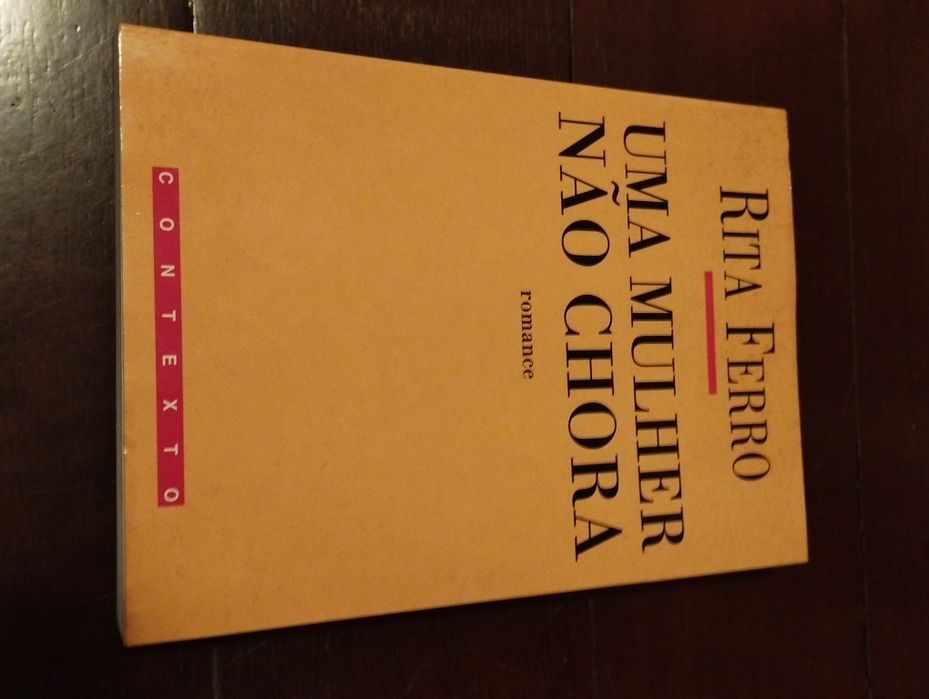 RITA FERRO
UMA MULHER
NÃO CHORA
romance
CONTEXTO